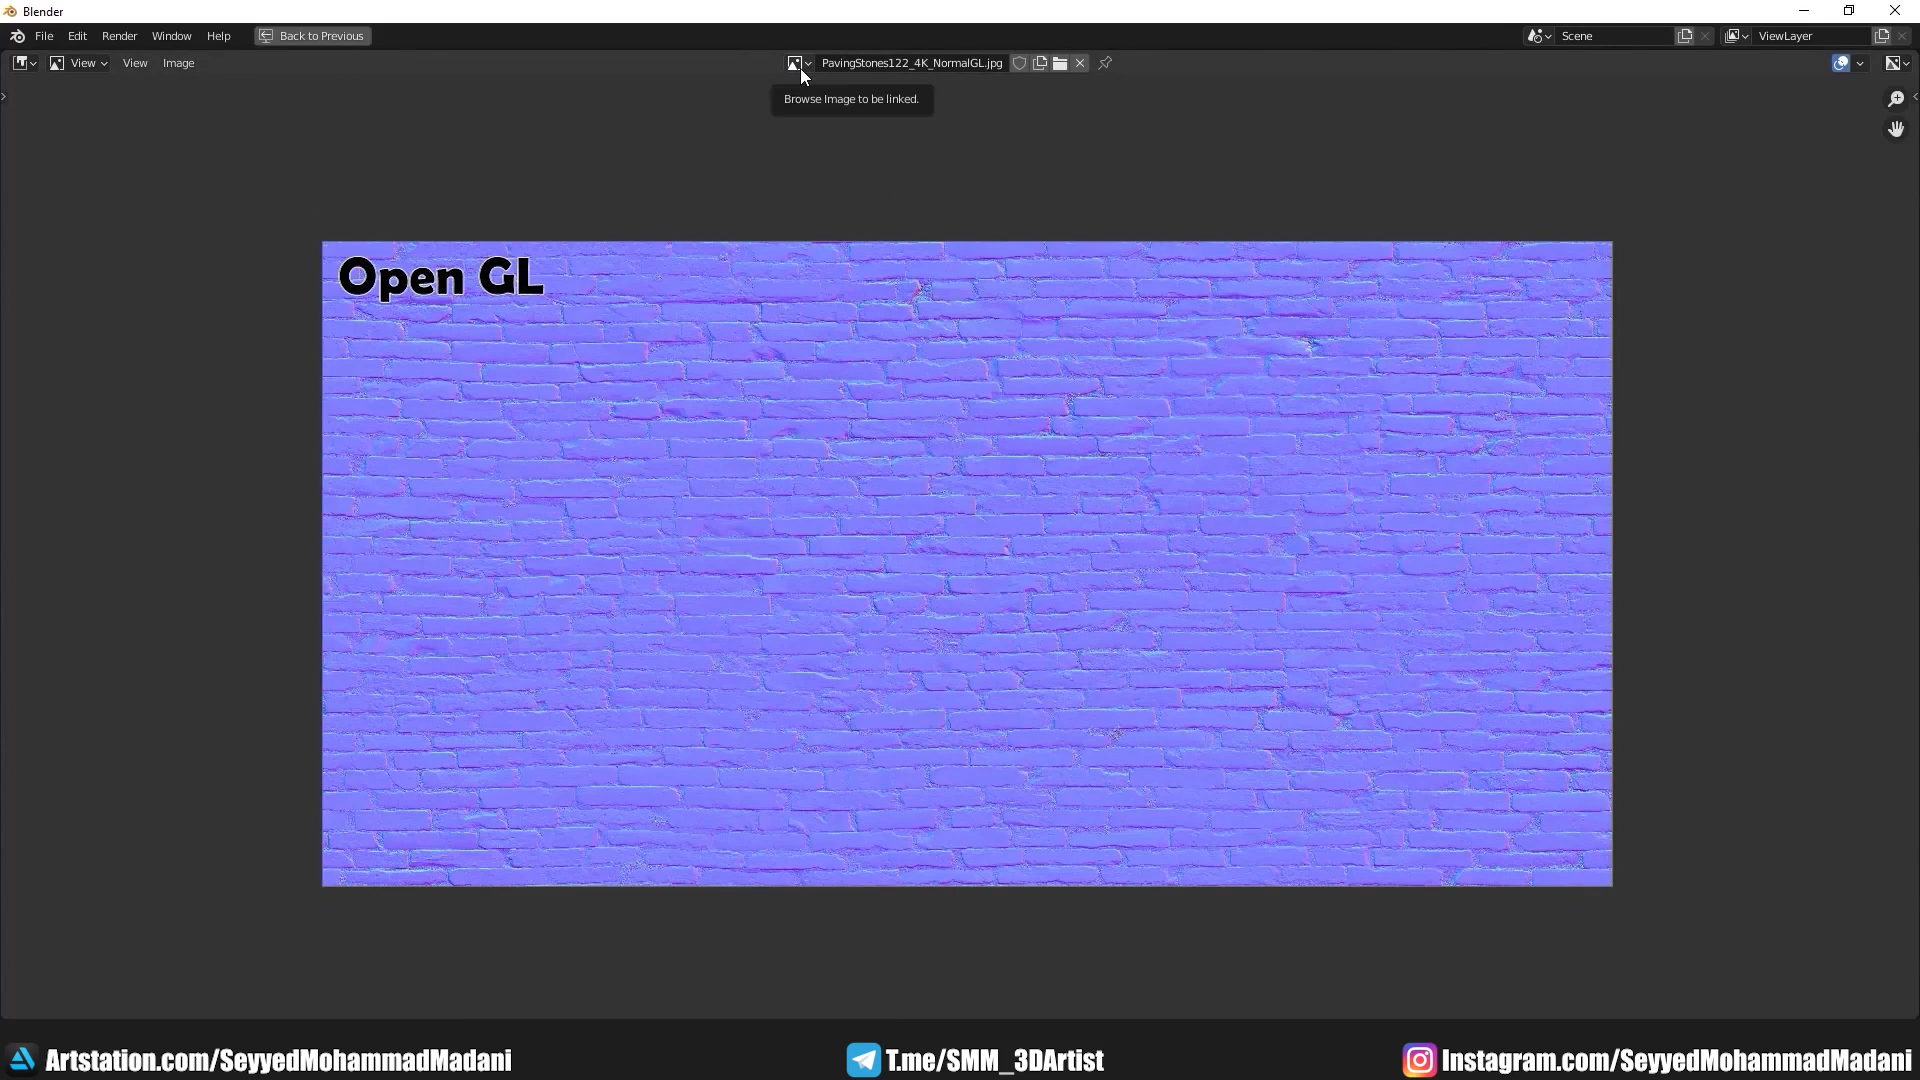 Blender
File Edit Render Window Help Back to Previous Scene ViewLayer
View View Image PavingStones122_4K_NormalGL.jpg
Browse Image to be linked.
Open GL
Artstation.com/SeyyedMohammadMadani T.me/SMM_3DArtist Instagram.com/SeyyedMohammadMadani